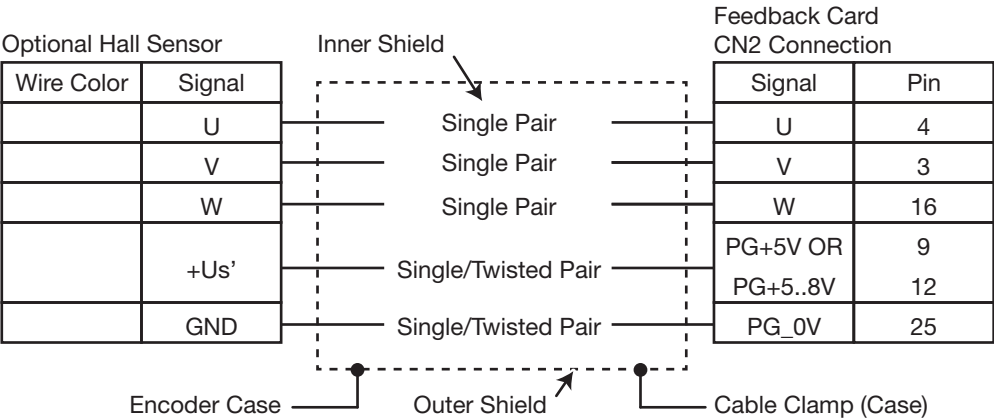 Feedback Card
Optional Hall Sensor Inner Shield CN2 Connection
Wire Color Signal Signal Pin
U Single Pair U 4
V Single Pair V 3
W Single Pair W 16
PG+5V OR 9
+Us’ Single/Twisted Pair
PG+5..8V 12
GND Single/Twisted Pair PG_0V 25
Encoder Case Outer Shield Cable Clamp (Case)